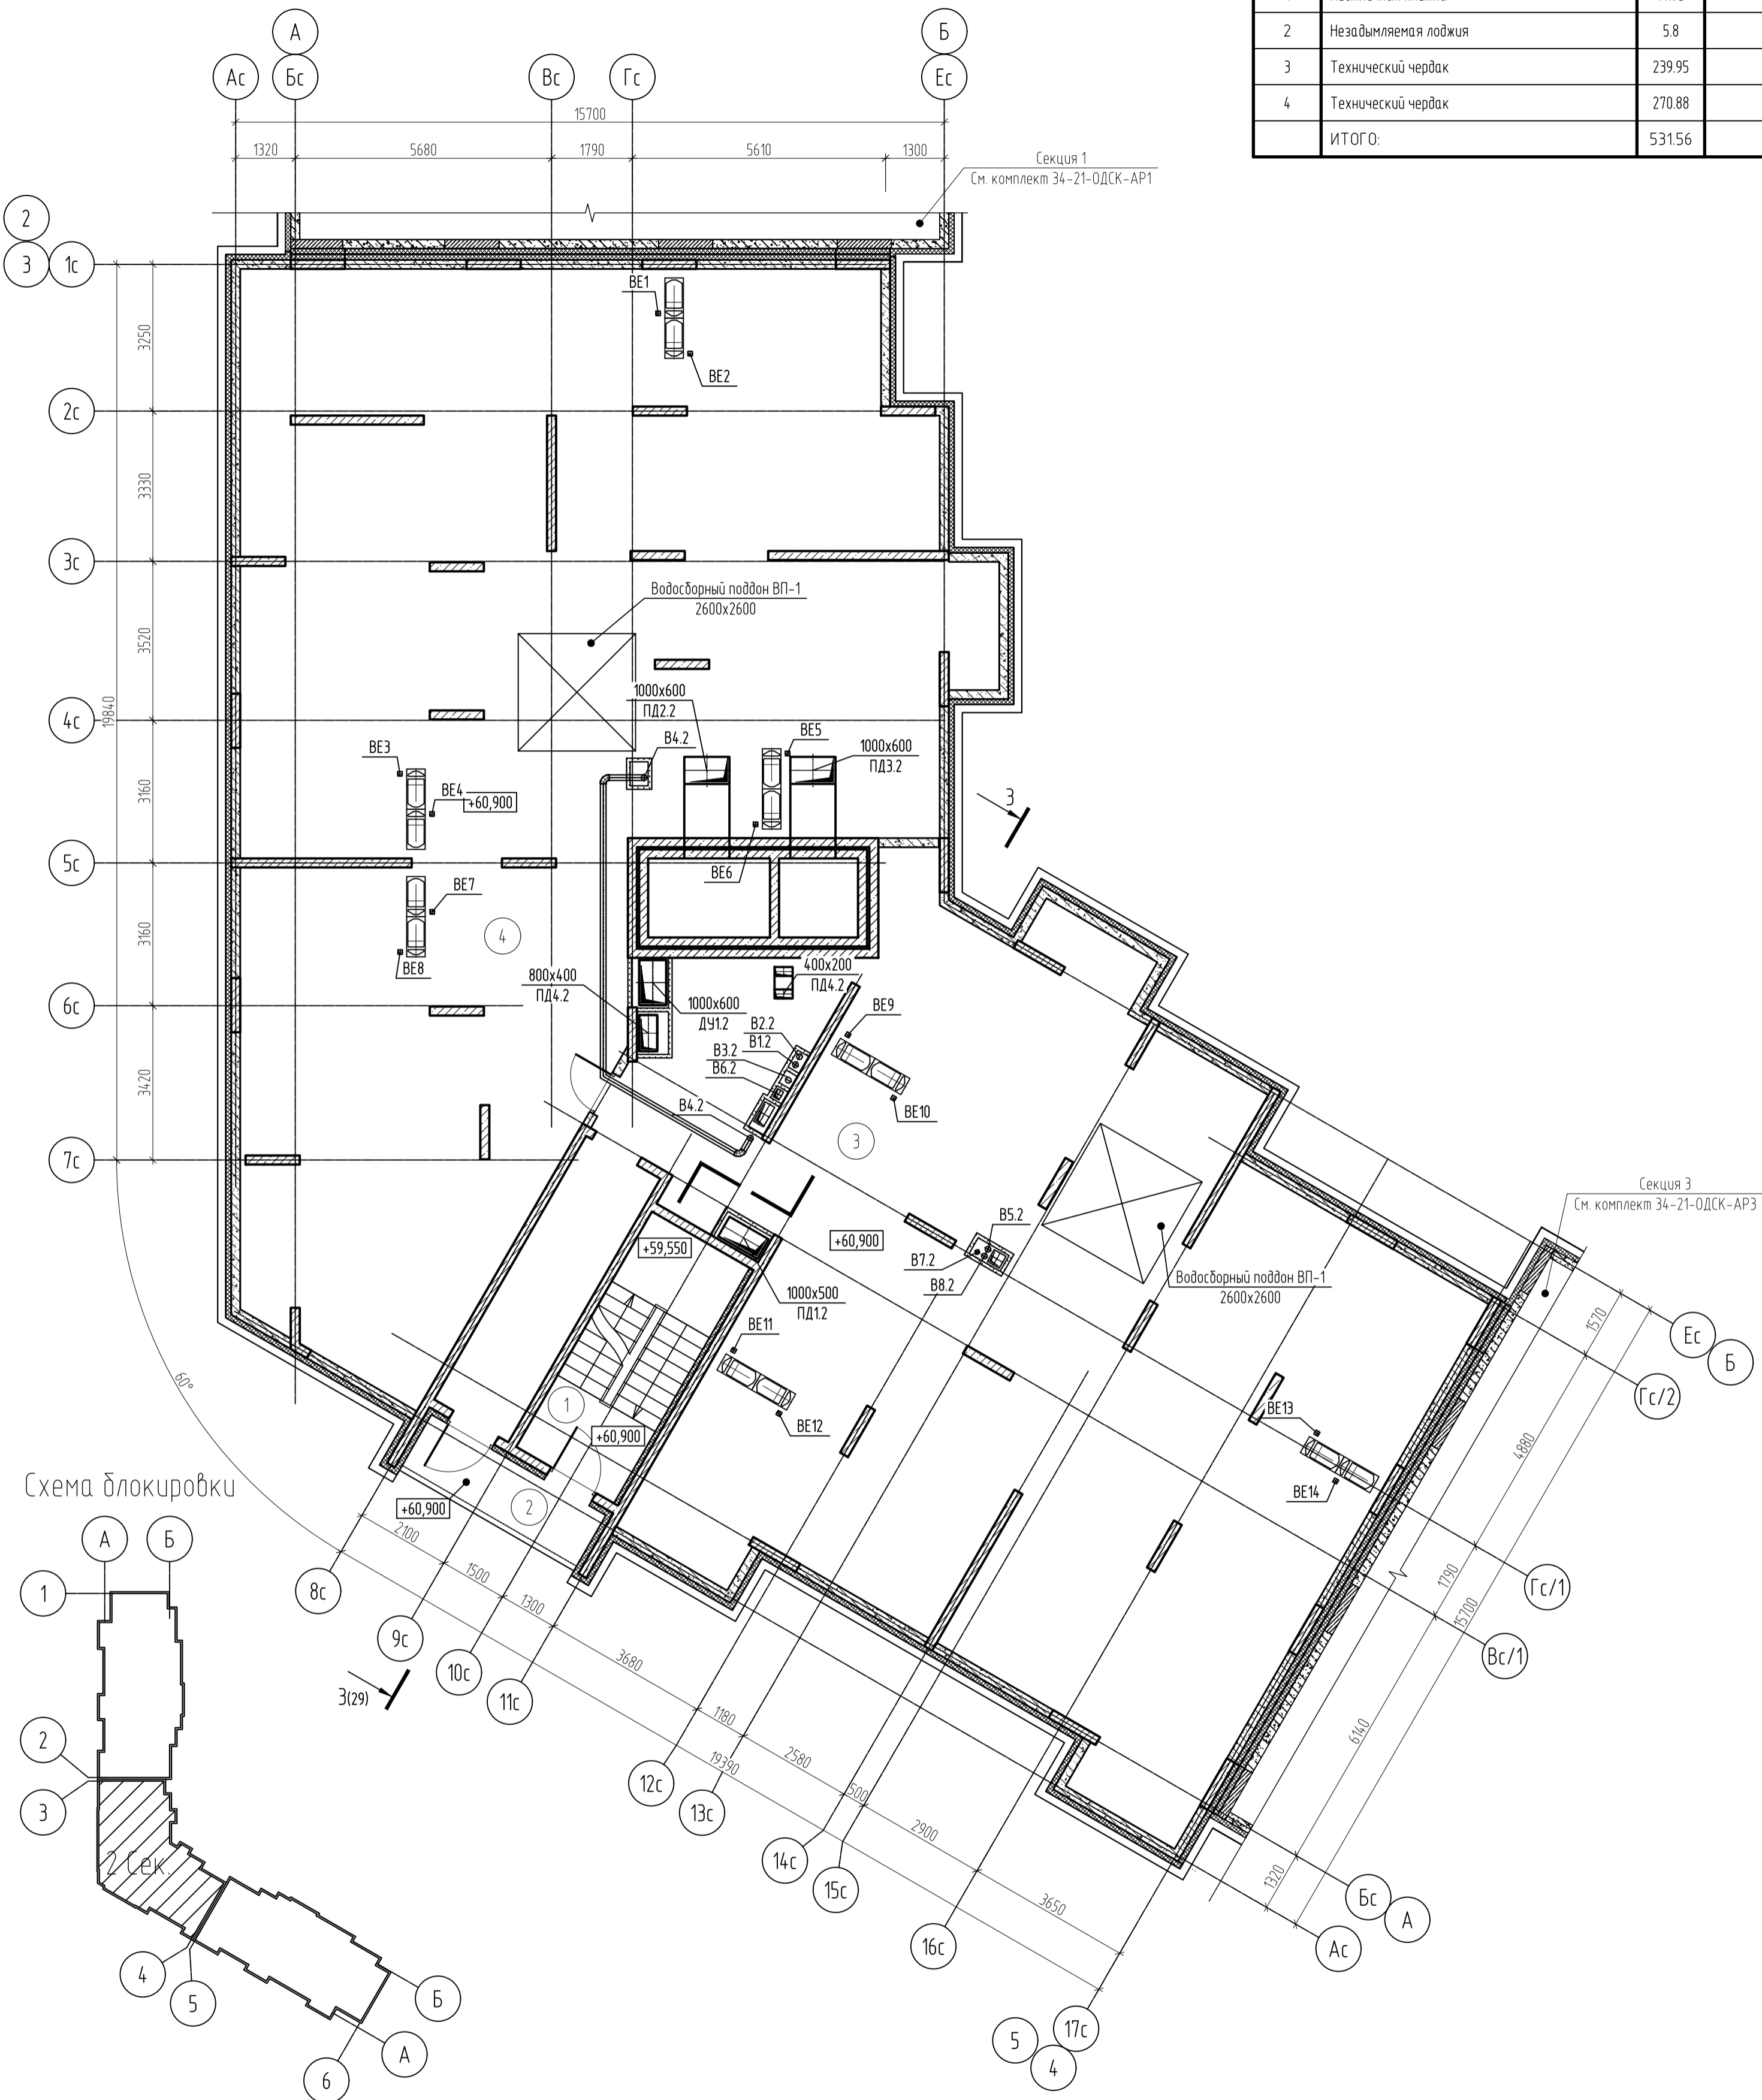 2 Незадымляемая лоджия 5.8
3 Технический чердак 239.95
4 Технический чердак 270.88
ИТОГО: 531.56
А Б
Ас Бс Вс Гс Ес
15700
1320 5680 1790 5610 1300
Секция 1
См. комплект 34-21-ОДСК-АР1
2
3 1с
ВЕ1
3250
ВЕ2
2с
3330
3с
Водосборный поддон ВП-1
2600х2600
3520
1000х600
ПД2.2
4с
19840
В4.2
ВЕ5
1000х600
ПД3.2
ВЕ3
ВЕ4
+60,900
3160
3
5с
ВЕ6
ВЕ7
3160
4
ВЕ8
800х400
ПД4.2
400х200
ПД4.2
6с
1000х600
ДУ1.2
ВЕ9
В2.2
В1.2
В3.2
В6.2
3420
В4.2
ВЕ10
3
7с
Секция 3
См. комплект 34-21-ОДСК-АР3
В5.2
+59,550
+60,900
В7.2
В8.2
1000х500
ПД1.2
Водосборный поддон ВП-1
2600х2600
ВЕ11
1570
Ес
Б
60°
Гс/2
1
ВЕ12
ВЕ13
+60,900
4880
Схема блокировки
ВЕ14
+60,900
2
А Б
2100
1500
1300
8с
1
1790
15700
Гс/1
9с
3680
Вс/1
10с
3(29)
11с
1180
2580
19390
500
2900
3650
6140
2
12с
3
13с
2 Сек.
14с
15с
1320
Бс
А
16с
Ас
4
5
Б
А
6
17с
5
4